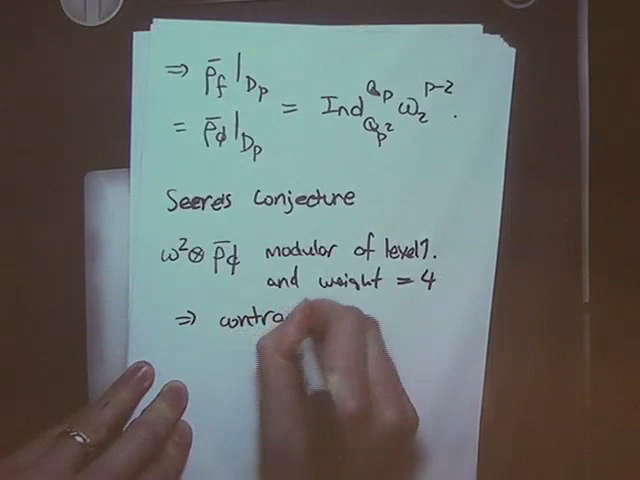 ⇒ ρ̄_f|_{D_p}
= ρ̄_φ|_{D_p} = Ind_{Q_{p^2}}^{Q_p} ω_2^{p-2}.
Seere's Conjecture
ω^2 ⊗ ρ̄_φ modular of level 1.
and weight = 4
⇒ contra